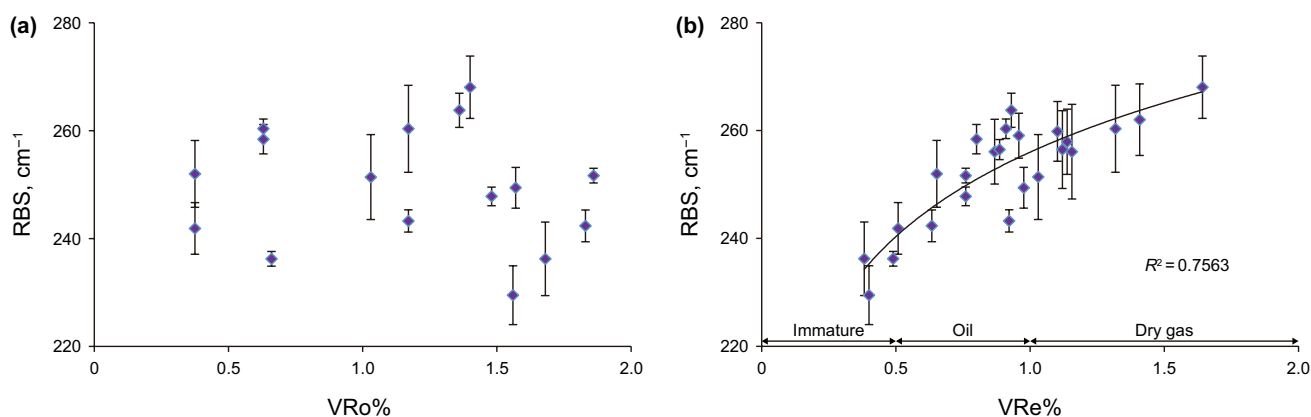 (a)
280
260
240
220
RBS, cm⁻¹
0 0.5 1.0 1.5 2.0
VRo%
(b)
280
260
240
220
RBS, cm⁻¹
R² = 0.7563
Immature Oil Dry gas
0 0.5 1.0 1.5 2.0
VRe%